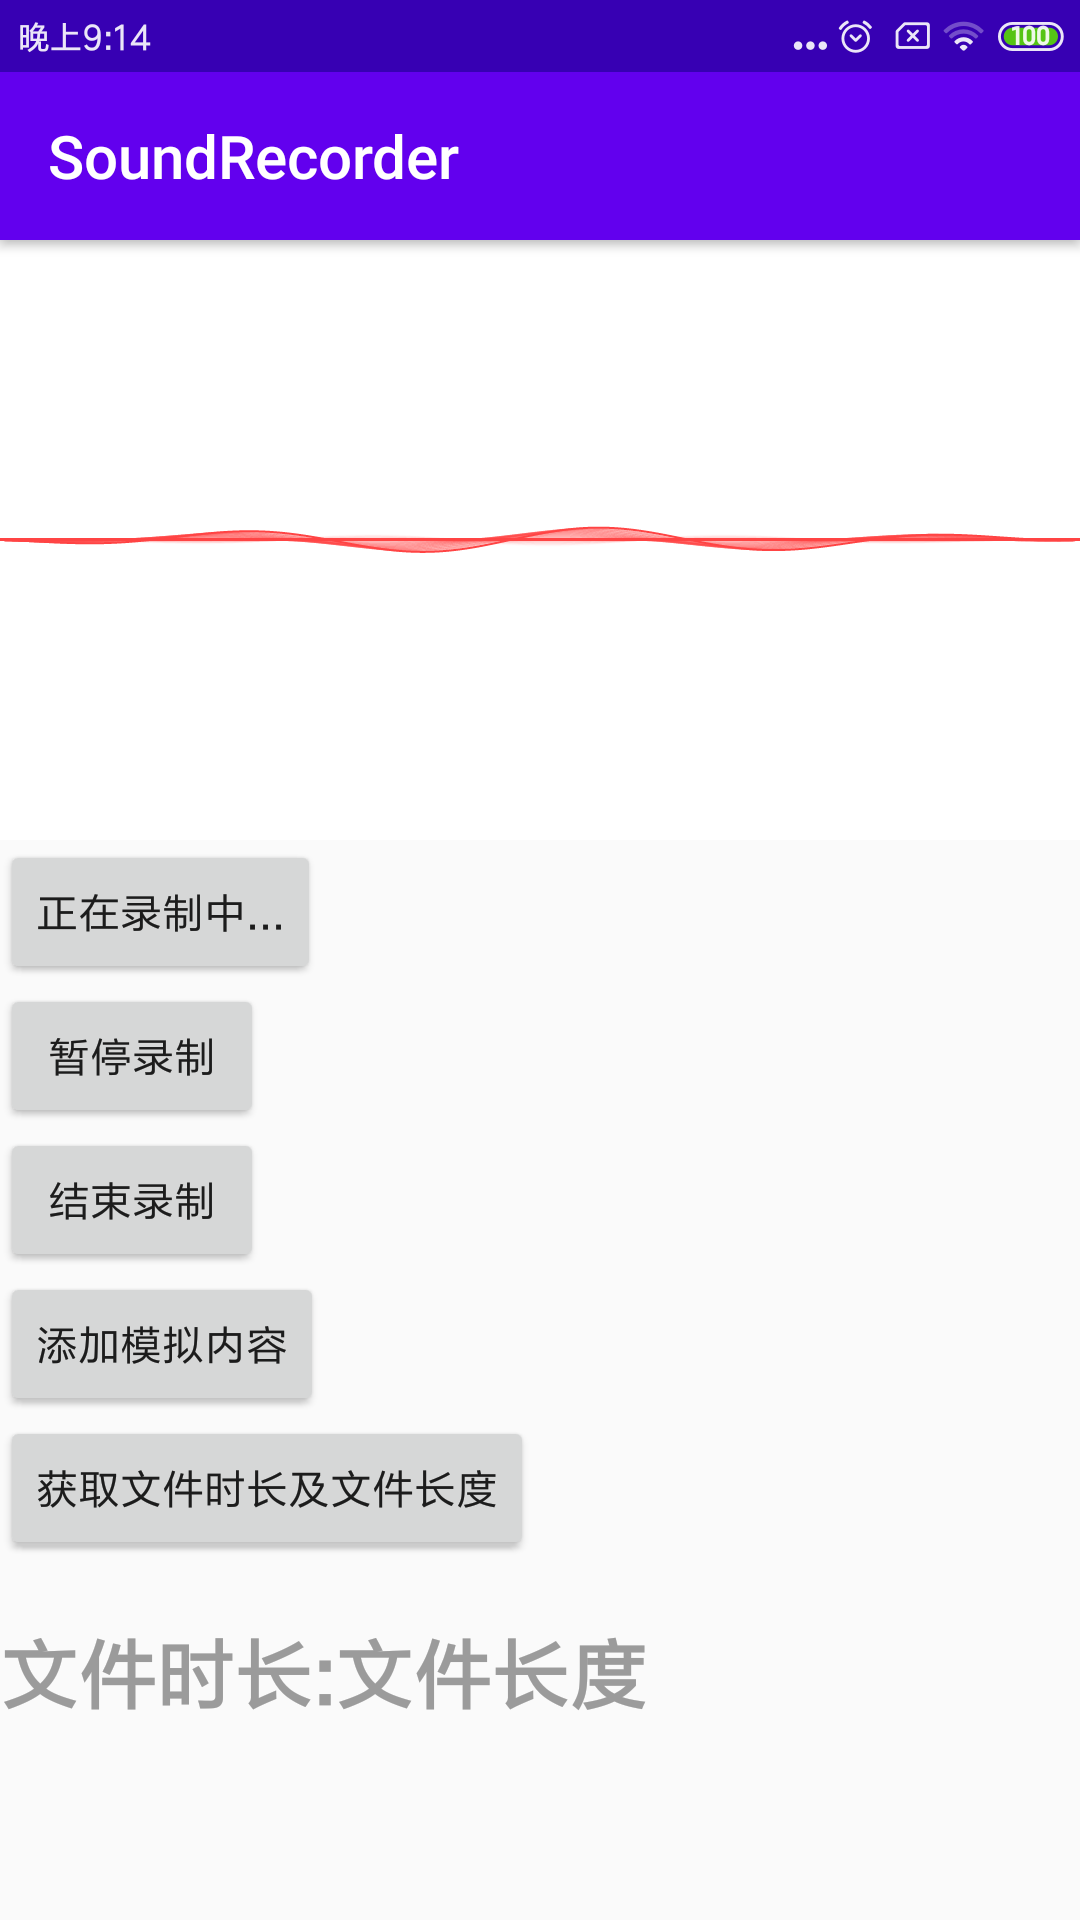 晚上9:14
100
SoundRecorder
正在录制中...
暂停录制
结束录制
添加模拟内容
获取文件时长及文件长度
文件时长:文件长度